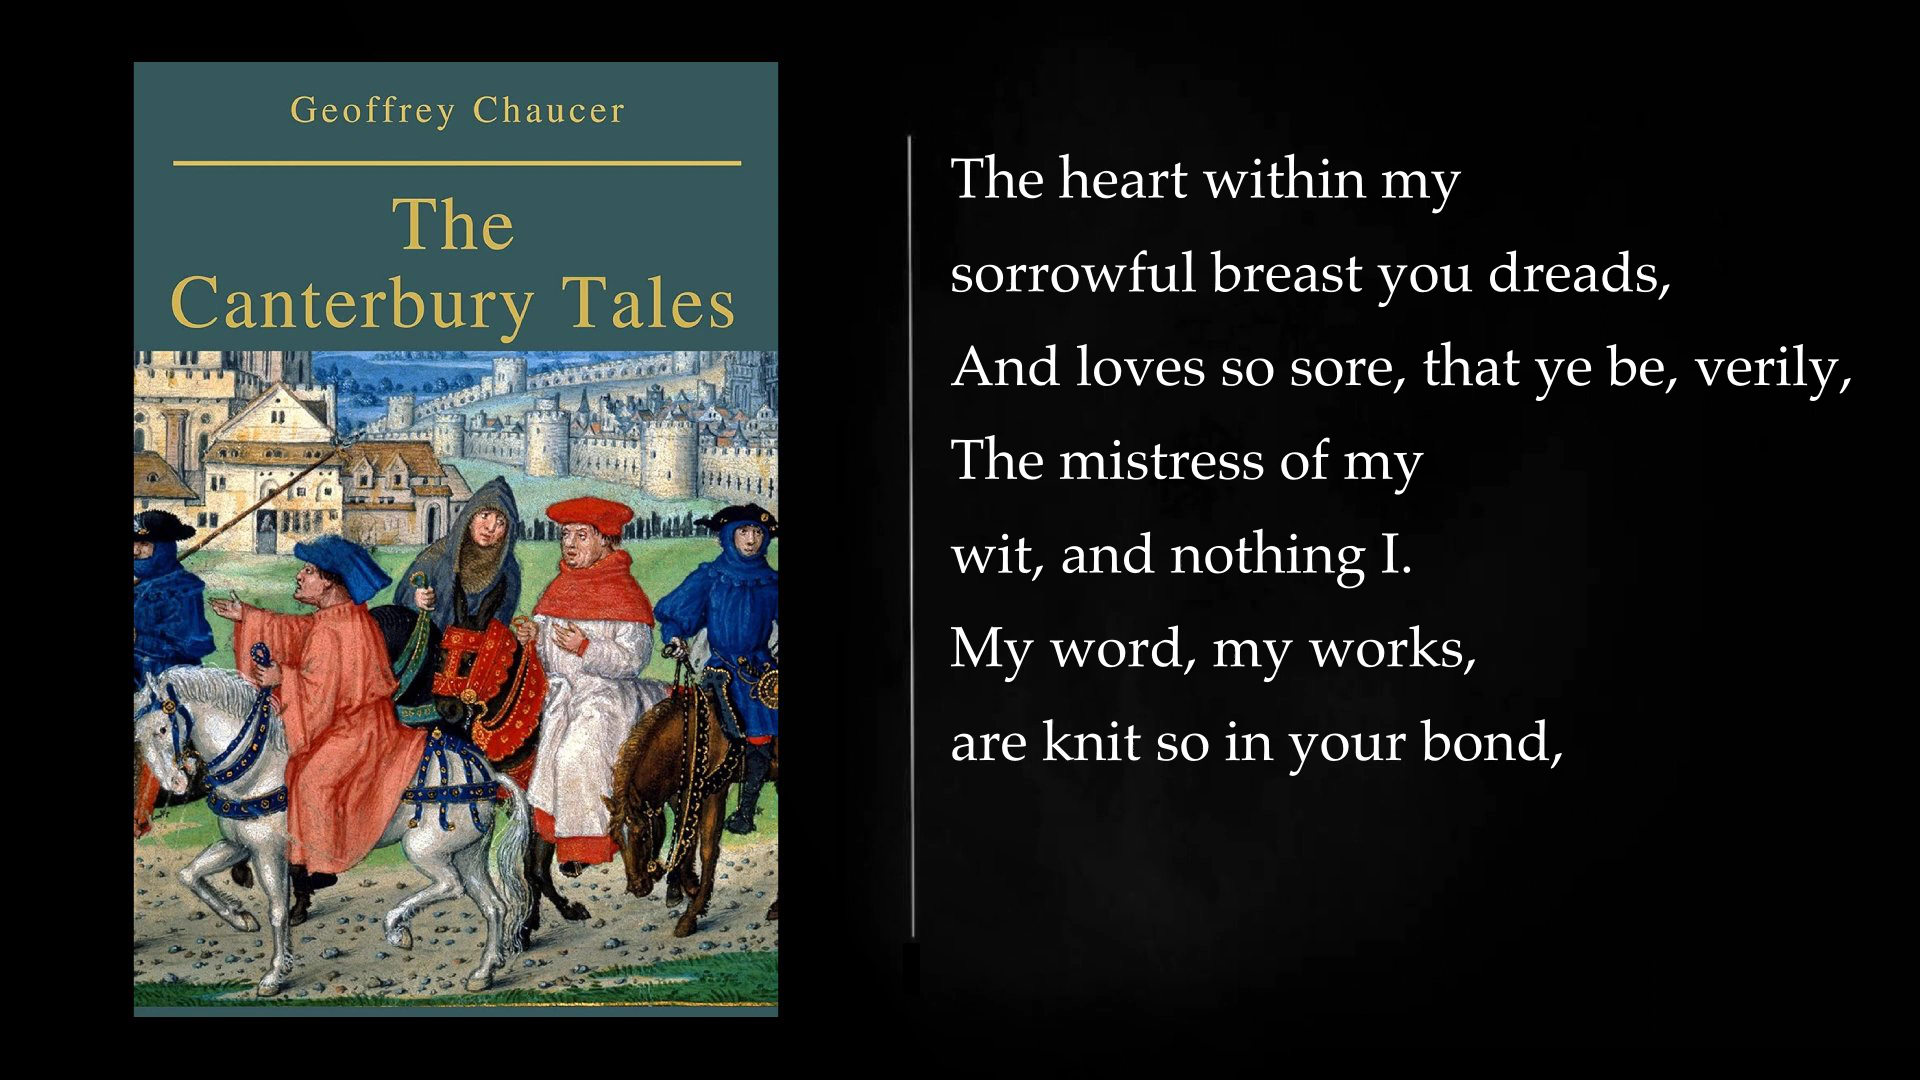 Geoffrey Chaucer
The
Canterbury Tales
The heart within my
sorrowful breast you dreads,
And loves so sore, that ye be, verily,
The mistress of my
wit, and nothing I.
My word, my works,
are knit so in your bond,